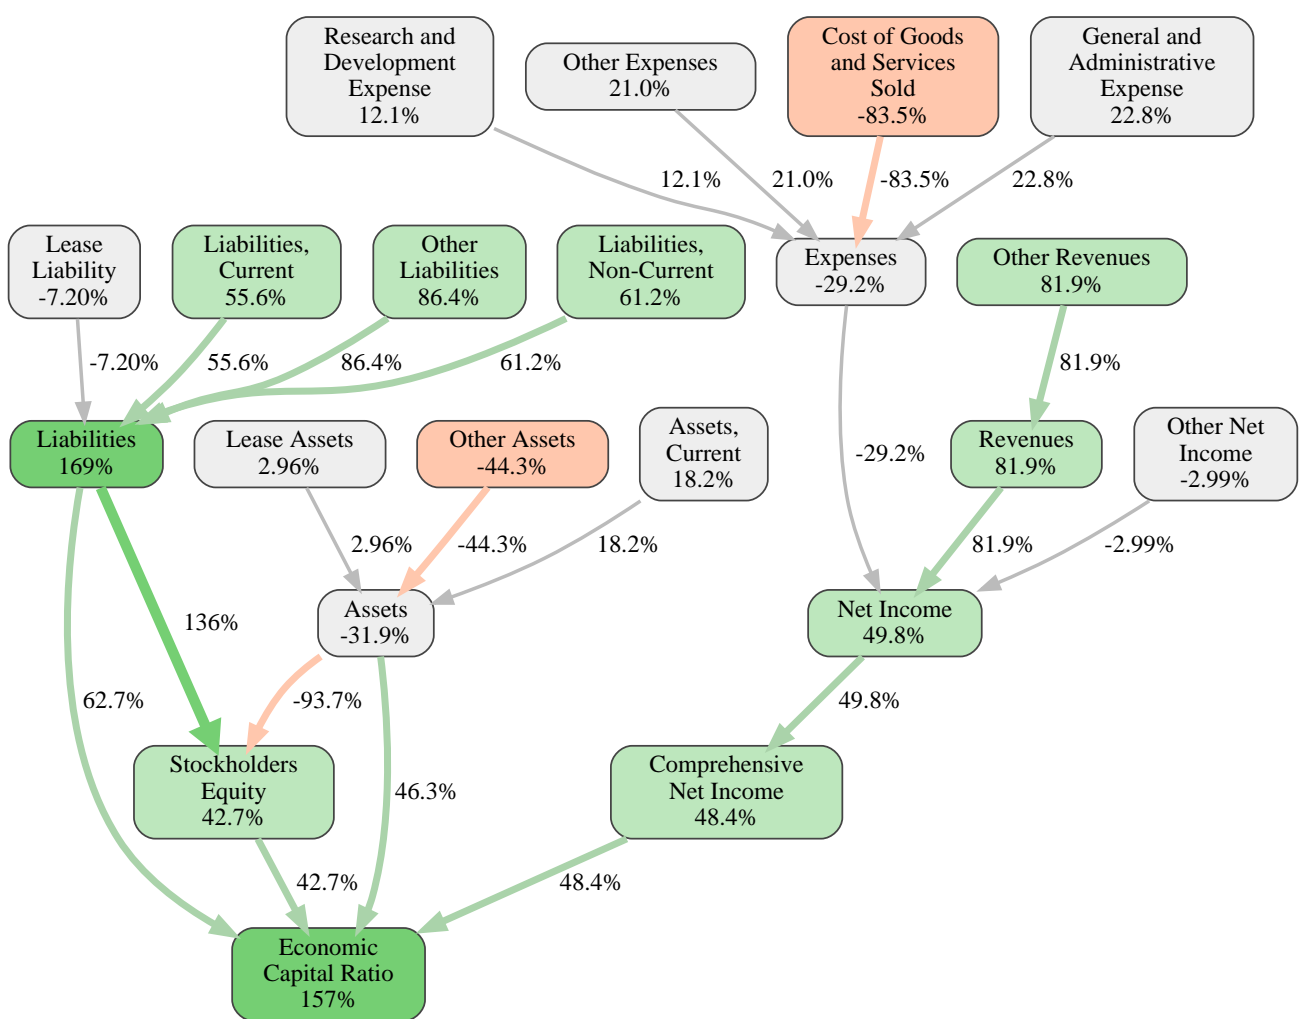 Research and
Development
Expense
12.1%
Other Expenses
21.0%
Cost of Goods
and Services
Sold
-83.5%
General and
Administrative
Expense
22.8%
12.1%
21.0%
-83.5%
22.8%
Lease
Liability
-7.20%
Liabilities,
Current
55.6%
Other
Liabilities
86.4%
Liabilities,
Non-Current
61.2%
Expenses
-29.2%
Other Revenues
81.9%
-7.20%
55.6%
86.4%
61.2%
81.9%
Liabilities
169%
Lease Assets
2.96%
Other Assets
-44.3%
Assets,
Current
18.2%
-29.2%
Revenues
81.9%
Other Net
Income
-2.99%
2.96%
-44.3%
18.2%
81.9%
-2.99%
136%
Assets
-31.9%
Net Income
49.8%
62.7%
-93.7%
49.8%
Stockholders
Equity
42.7%
46.3%
Comprehensive
Net Income
48.4%
42.7%
48.4%
Economic
Capital Ratio
157%